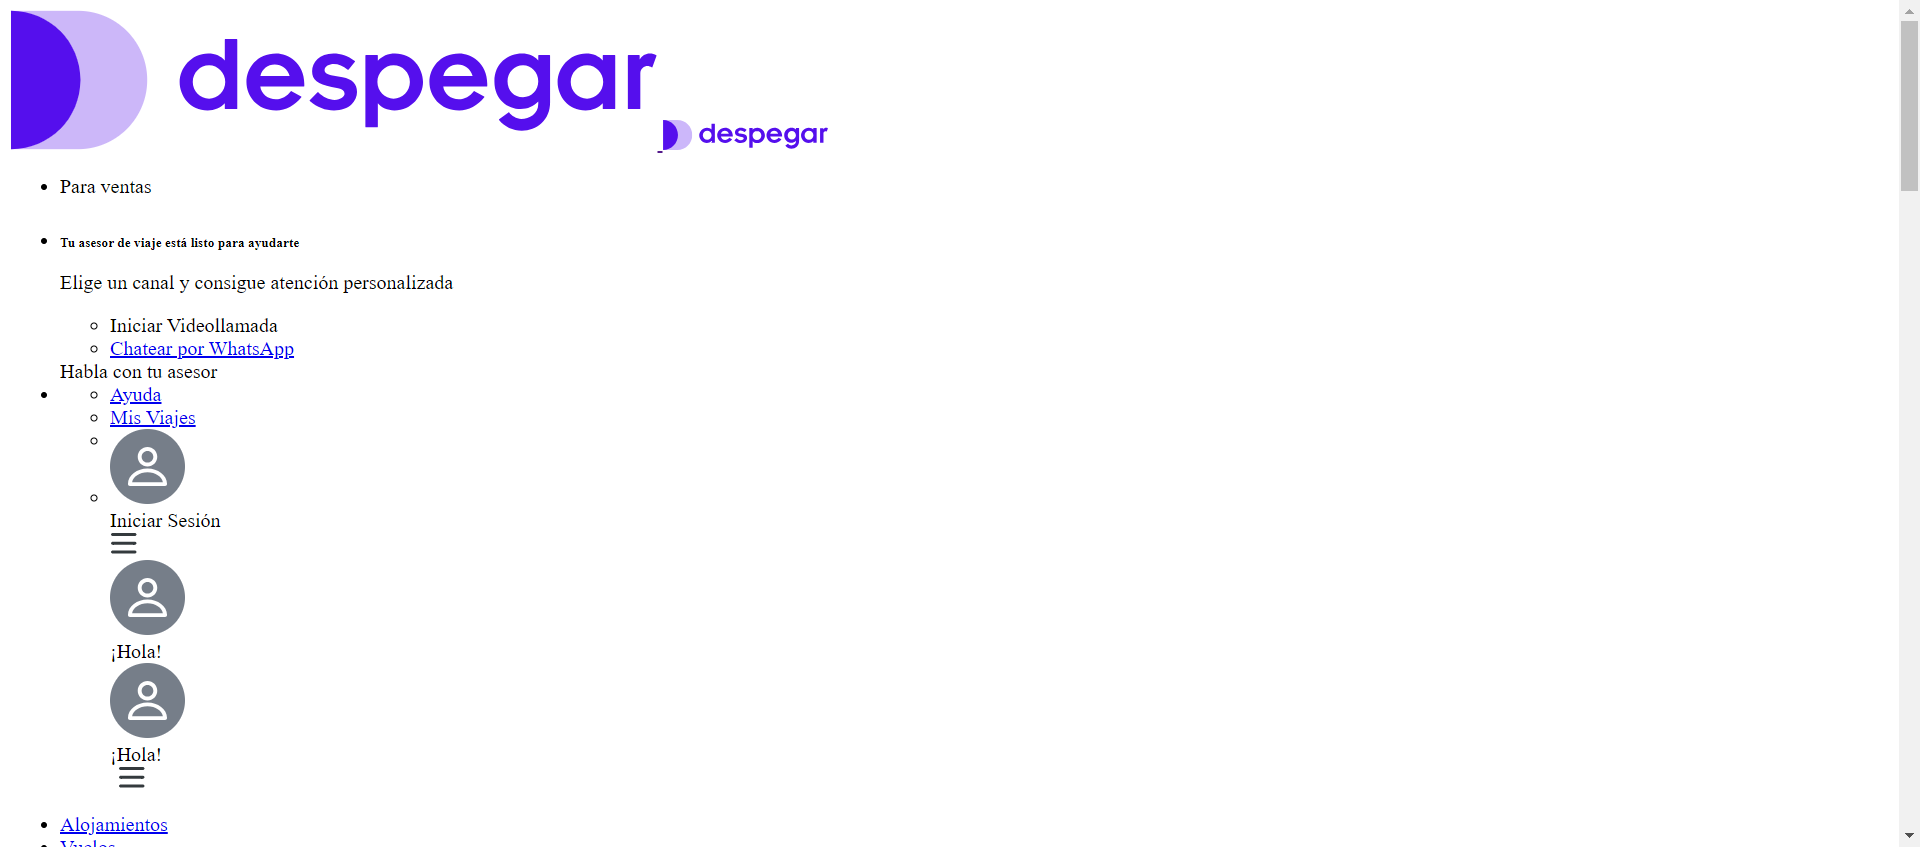 despegar
despegar
Para ventas
Tu asesor de viaje está listo para ayudarte
Elige un canal y consigue atención personalizada
Iniciar Videollamada
Chatear por WhatsApp
Habla con tu asesor
Ayuda
Mis Viajes
Iniciar Sesión
¡Hola!
¡Hola!
Alojamientos
Vuelos